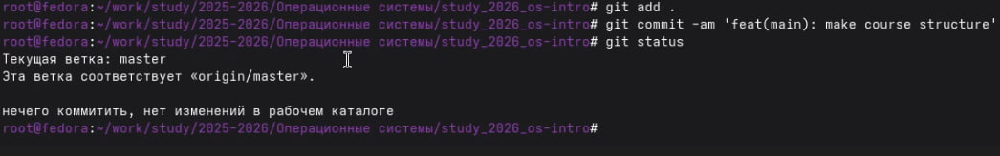 root@fedora:~/work/study/2025-2026/Операционные системы/study_2026_os-intro# git add .
root@fedora:~/work/study/2025-2026/Операционные системы/study_2026_os-intro# git commit -am 'feat(main): make course structure'
root@fedora:~/work/study/2025-2026/Операционные системы/study_2026_os-intro# git status
Текущая ветка: master
Эта ветка соответствует «origin/master».
нечего коммитить, нет изменений в рабочем каталоге
root@fedora:~/work/study/2025-2026/Операционные системы/study_2026_os-intro#